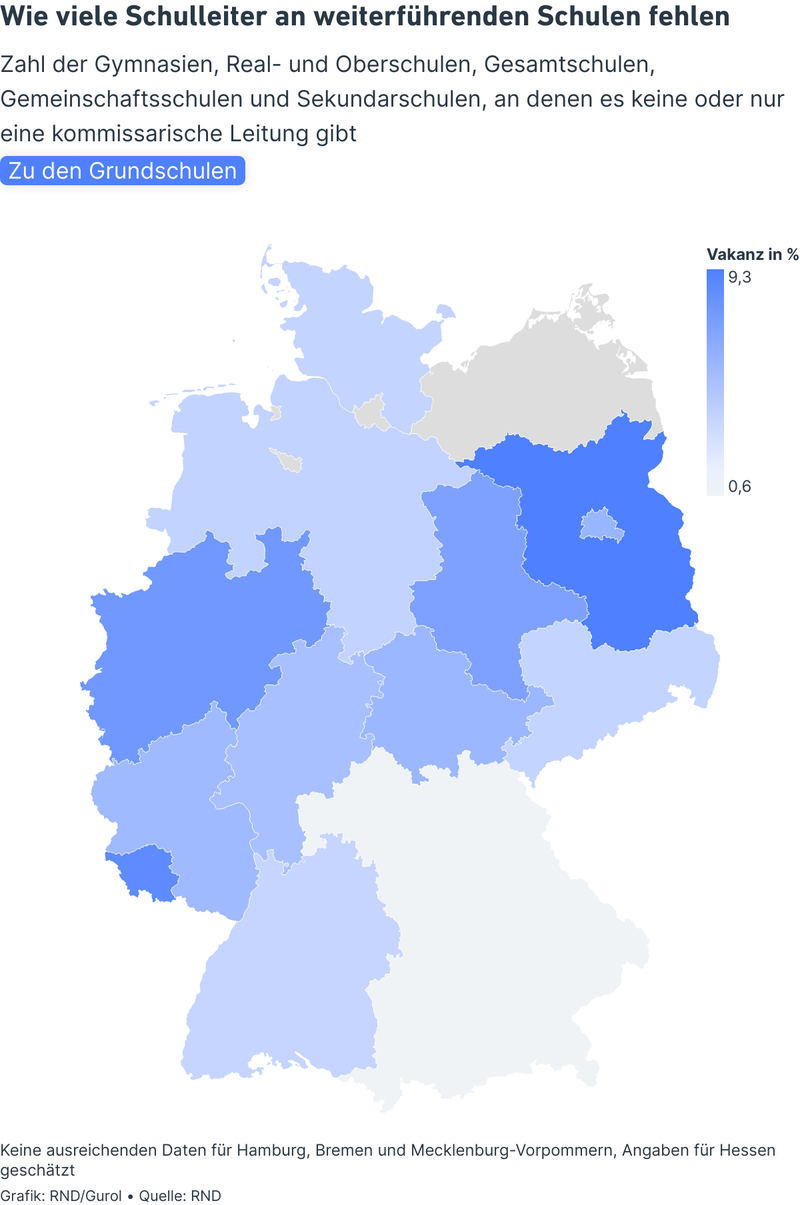 Wie viele Schulleiter an weiterführenden Schulen fehlen
Zahl der Gymnasien, Real- und Oberschulen, Gesamtschulen,
Gemeinschaftsschulen und Sekundarschulen, an denen es keine oder nur
eine kommissarische Leitung gibt
Zu den Grundschulen
Vakanz in %
9,3
0,6
Keine ausreichenden Daten für Hamburg, Bremen und Mecklenburg-Vorpommern, Angaben für Hessen
geschätzt
Grafik: RND/Gurol • Quelle: RND